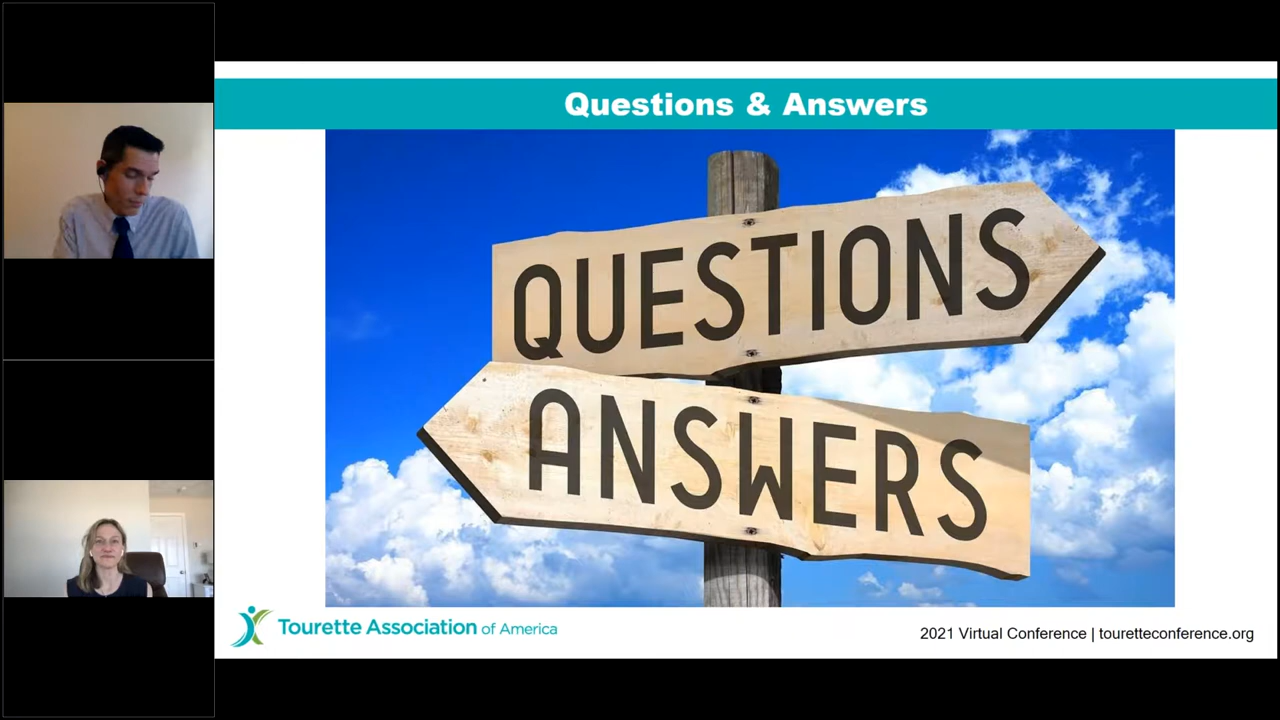 Questions & Answers
QUESTIONS
ANSWERS
Tourette Association of America
2021 Virtual Conference | touretteconference.org